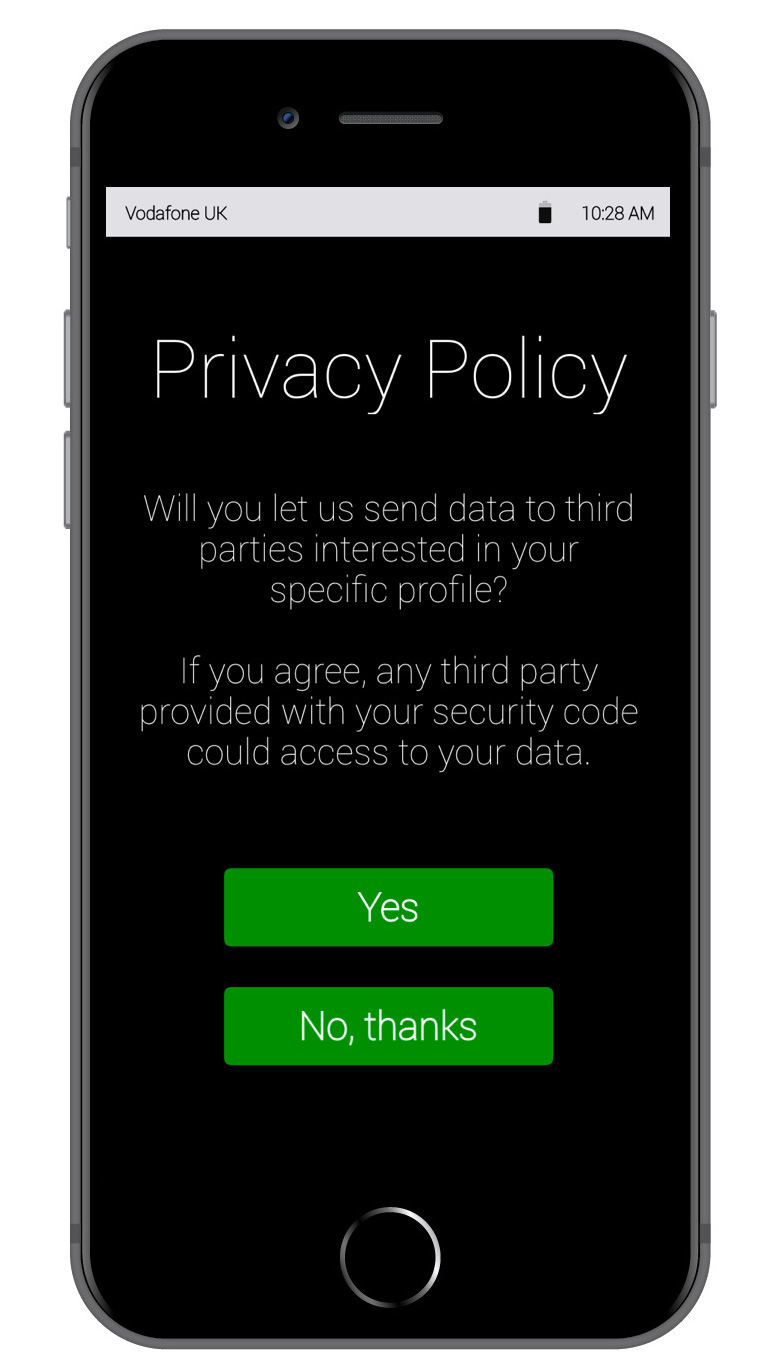 Vodafone UK 10:28 AM
Privacy Policy
Will you let us send data to third
parties interested in your
specific profile?
If you agree, any third party
provided with your security code
could access to your data.
Yes
No, thanks